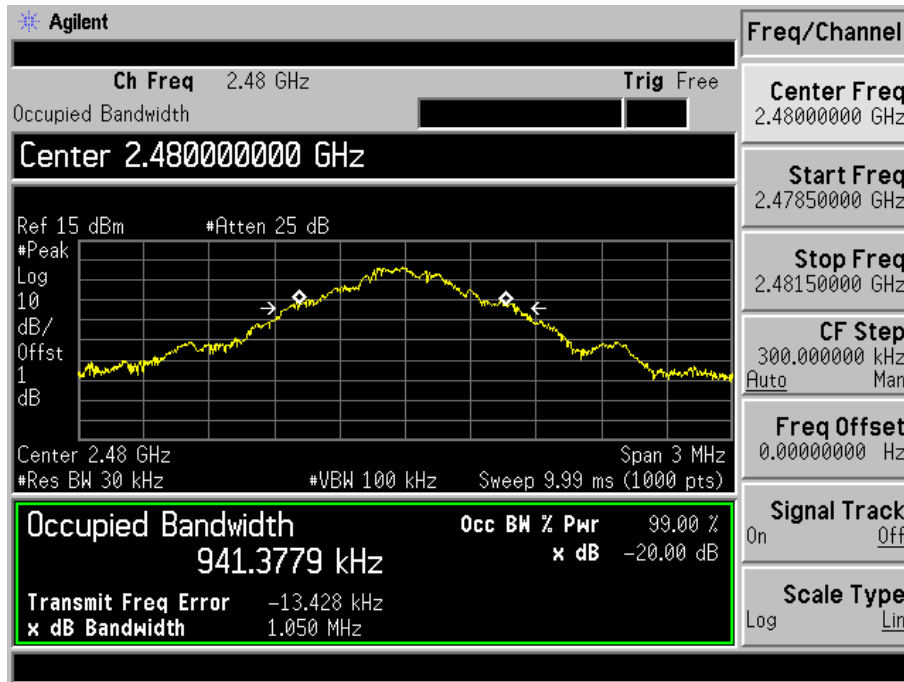 Agilent
Ch Freq 2.48 GHz Trig Free
Occupied Bandwidth
Center 2.480000000 GHz
Ref 15 dBm #Atten 25 dB
#Peak
Log
10
dB/
Offst
1
dB
Center 2.48 GHz Span 3 MHz
#Res BW 30 kHz #VBW 100 kHz Sweep 9.99 ms (1000 pts)
Occupied Bandwidth
941.3779 kHz
Occ BW % Pwr 99.00 %
x dB -20.00 dB
Transmit Freq Error -13.428 kHz
x dB Bandwidth 1.050 MHz
Freq/Channel
Center Freq
2.48000000 GHz
Start Freq
2.47850000 GHz
Stop Freq
2.48150000 GHz
CF Step
300.000000 kHz
Auto Man
Freq Offset
0.00000000 Hz
Signal Track
On Off
Scale Type
Log Lin